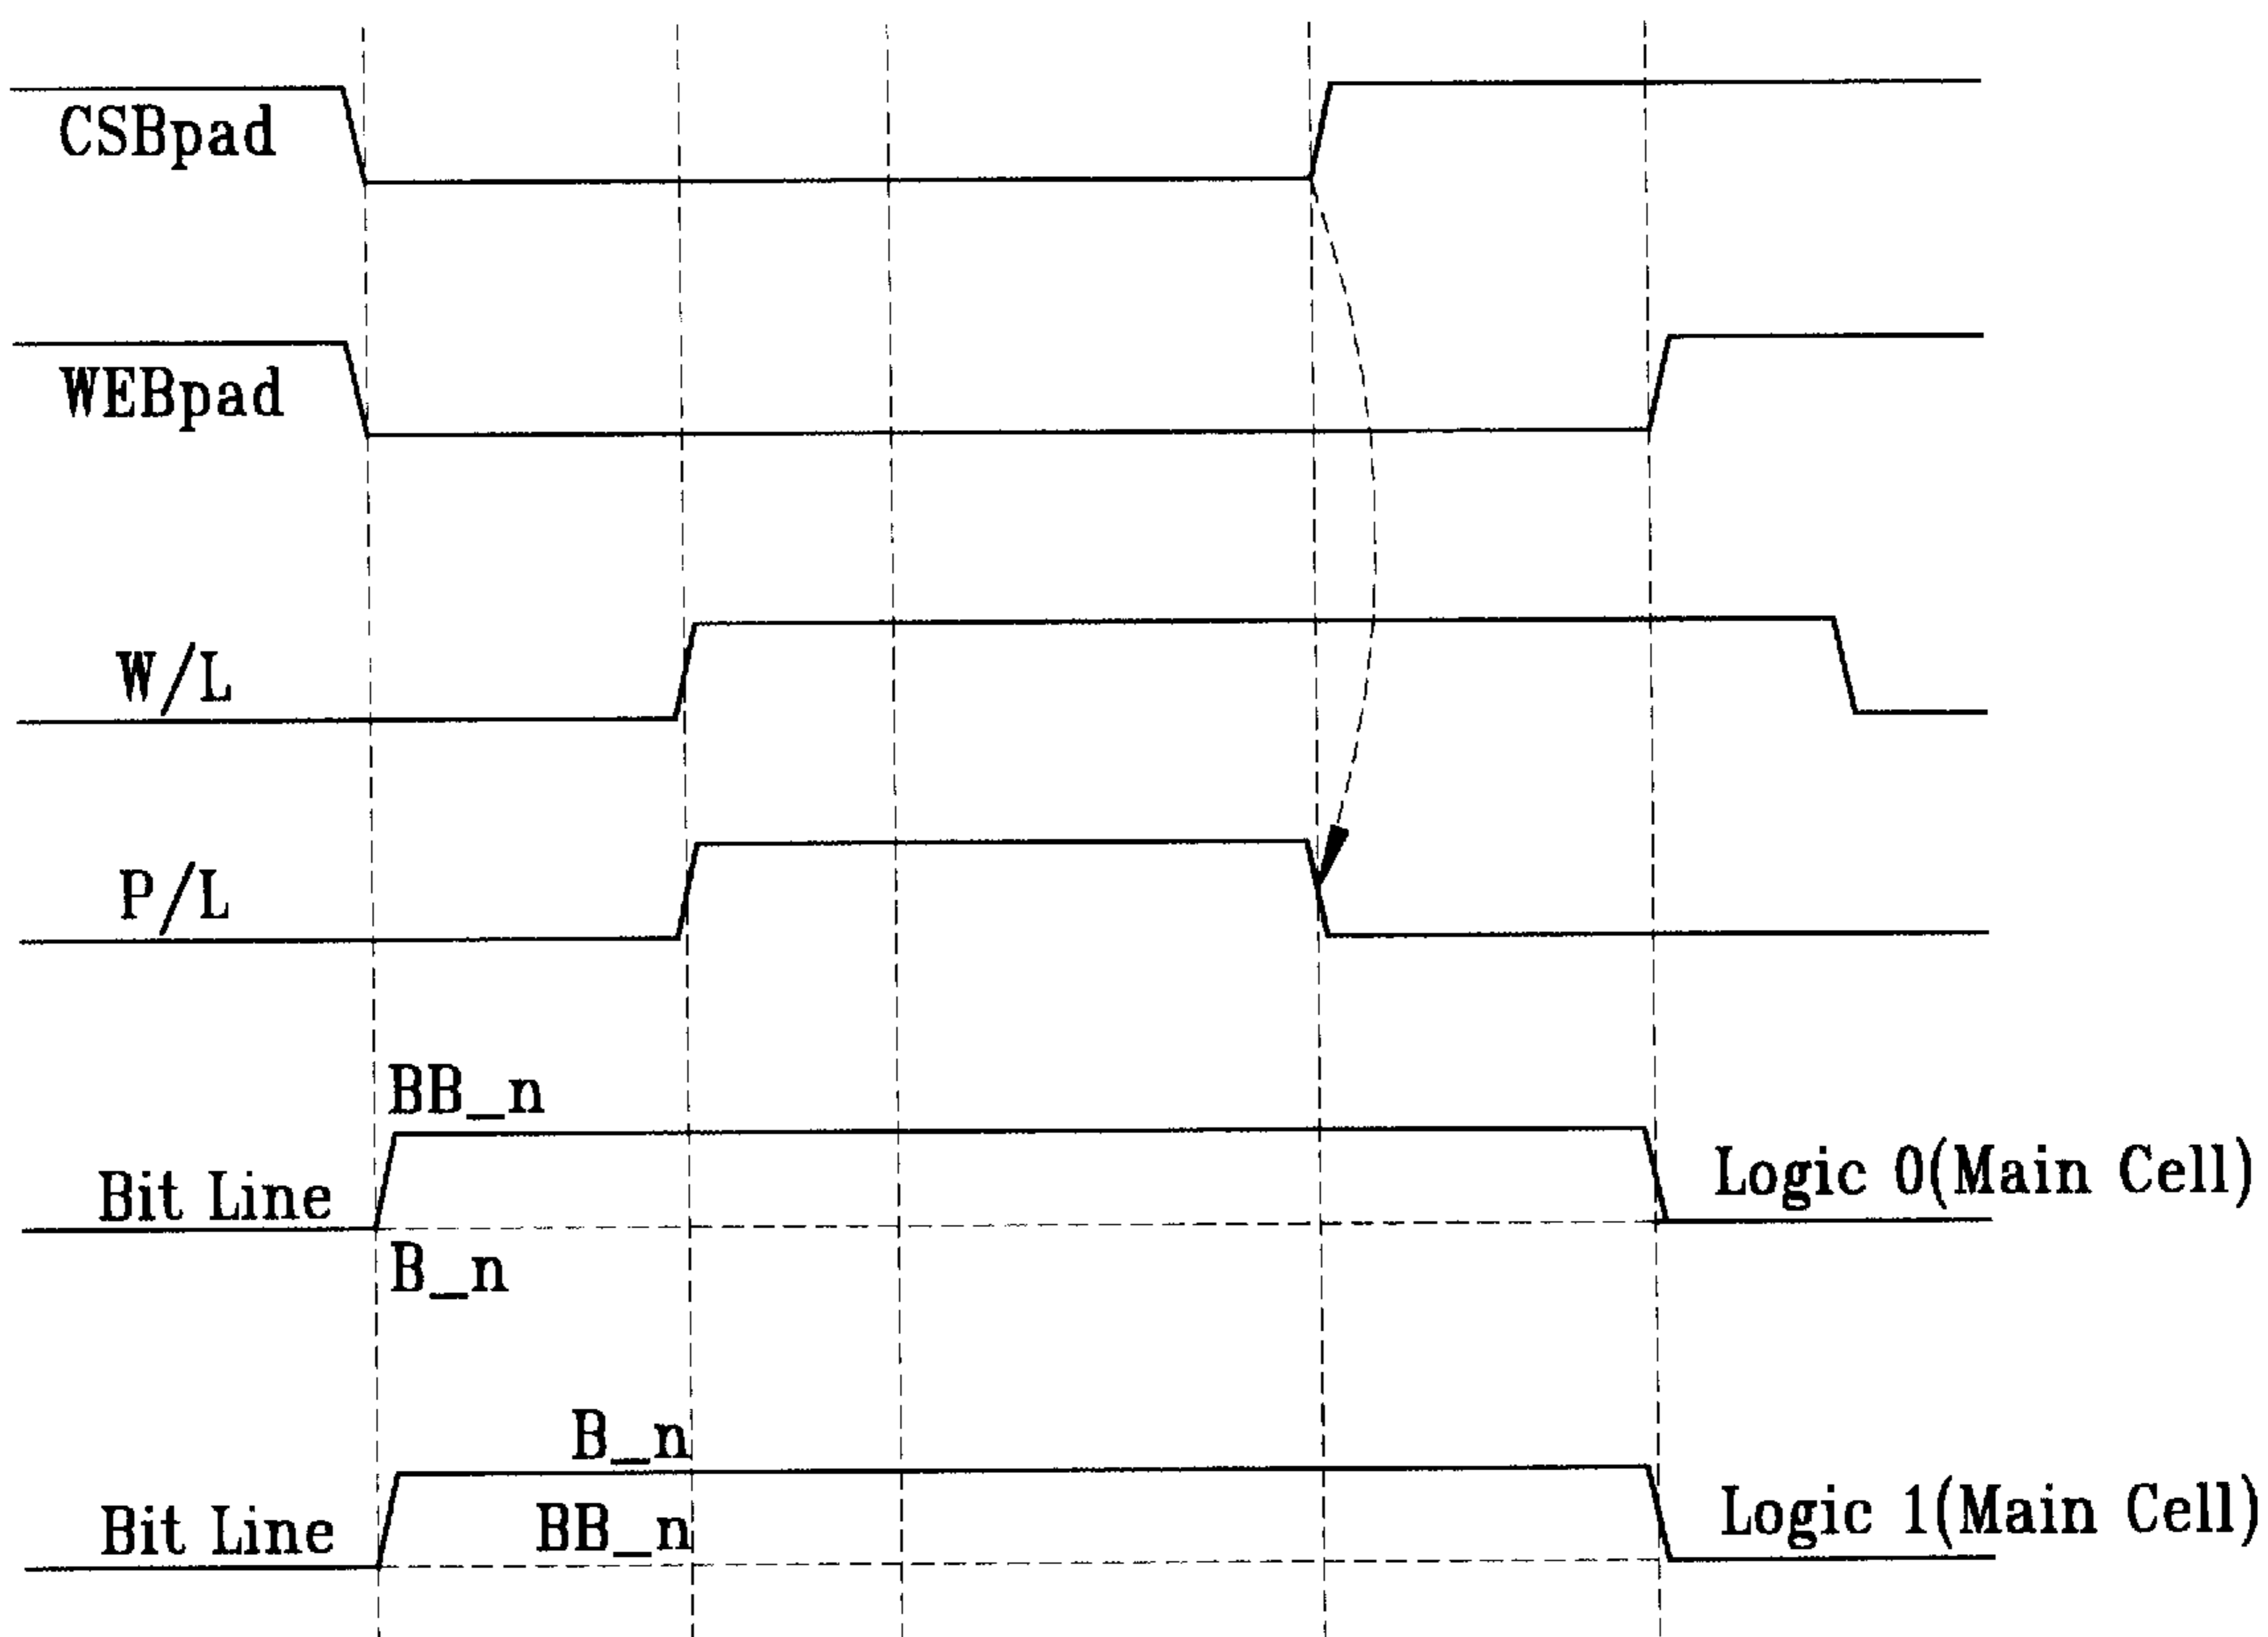 CSBpad
WEBpad
W/L
P/L
BB_n
Bit Line
Logic 0(Main Cell)
B_n
B_n
BB_n
Bit Line
Logic 1(Main Cell)